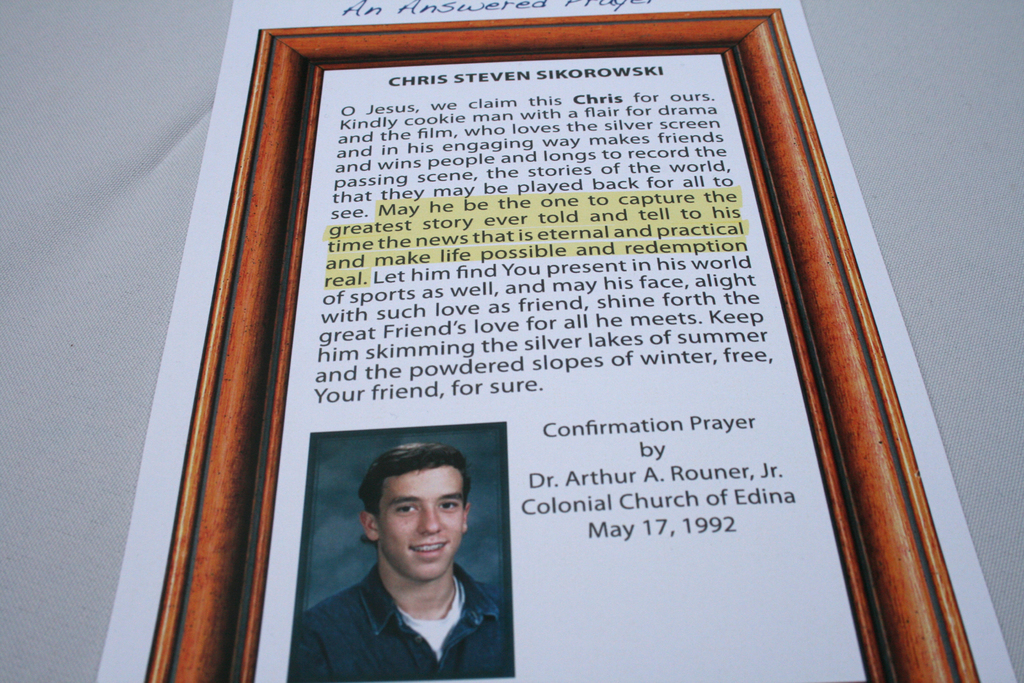 An Answered Prayer
CHRIS STEVEN SIKOROWSKI
O Jesus, we claim this Chris for ours.
Kindly cookie man with a flair for drama
and the film, who loves the silver screen
and in his engaging way makes friends
and wins people and longs to record the
passing scene, the stories of the world,
that they may be played back for all to
see. May he be the one to capture the
greatest story ever told and tell to his
time the news that is eternal and practical
and make life possible and redemption
real. Let him find You present in his world
of sports as well, and may his face, alight
with such love as friend, shine forth the
great Friend's love for all he meets. Keep
him skimming the silver lakes of summer
and the powdered slopes of winter, free,
Your friend, for sure.
Confirmation Prayer
by
Dr. Arthur A. Rouner, Jr.
Colonial Church of Edina
May 17, 1992